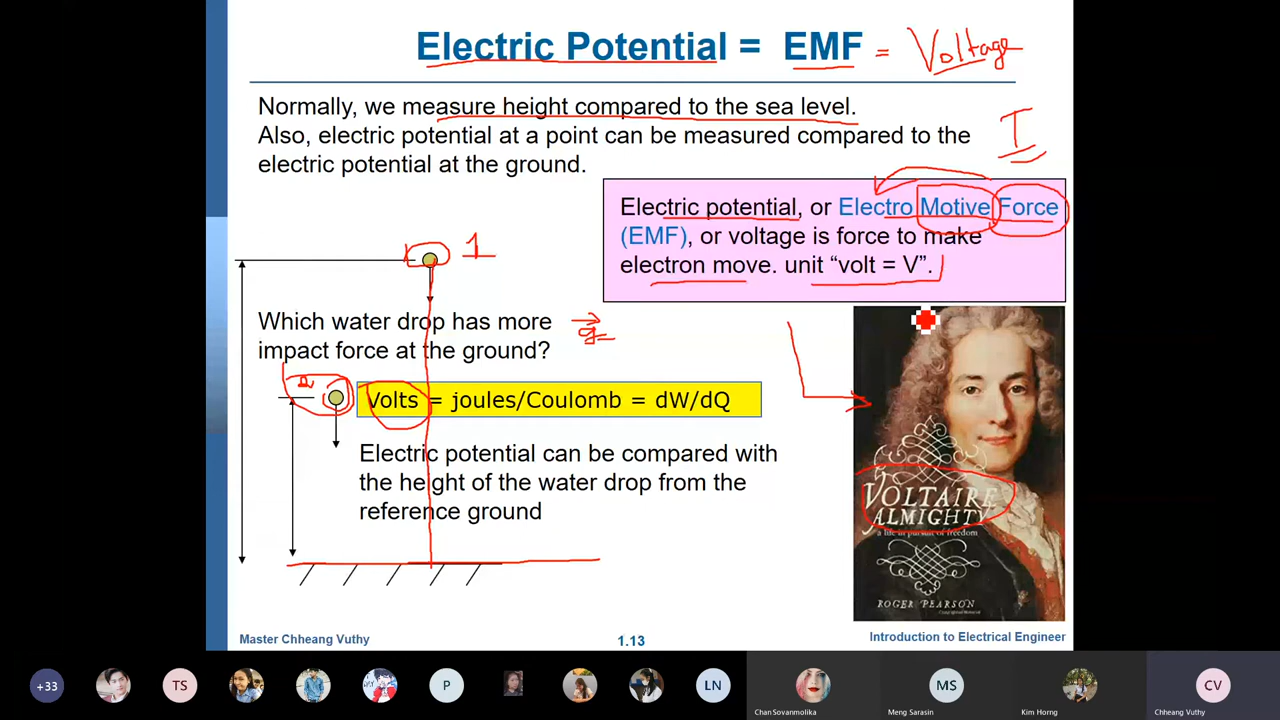 Electric Potential = EMF = Voltage
Normally, we measure height compared to the sea level.
Also, electric potential at a point can be measured compared to the
electric potential at the ground.
I
Electric potential, or Electro Motive Force
(EMF), or voltage is force to make
electron move. unit “volt = V”.
1
Which water drop has more
impact force at the ground?
g
2
Volts = joules/Coulomb = dW/dQ
Electric potential can be compared with
the height of the water drop from the
reference ground
VOLTAIRE
ALMIGHTY
a life in pursuit of freedom
ROGER PEARSON
Master Chheang Vuthy
1.13
Introduction to Electrical Engineer
+33
TS
P
LN
MS
CV
Chan Sovanmolika
Meng Sarasin
Kim Horng
Chheang Vuthy